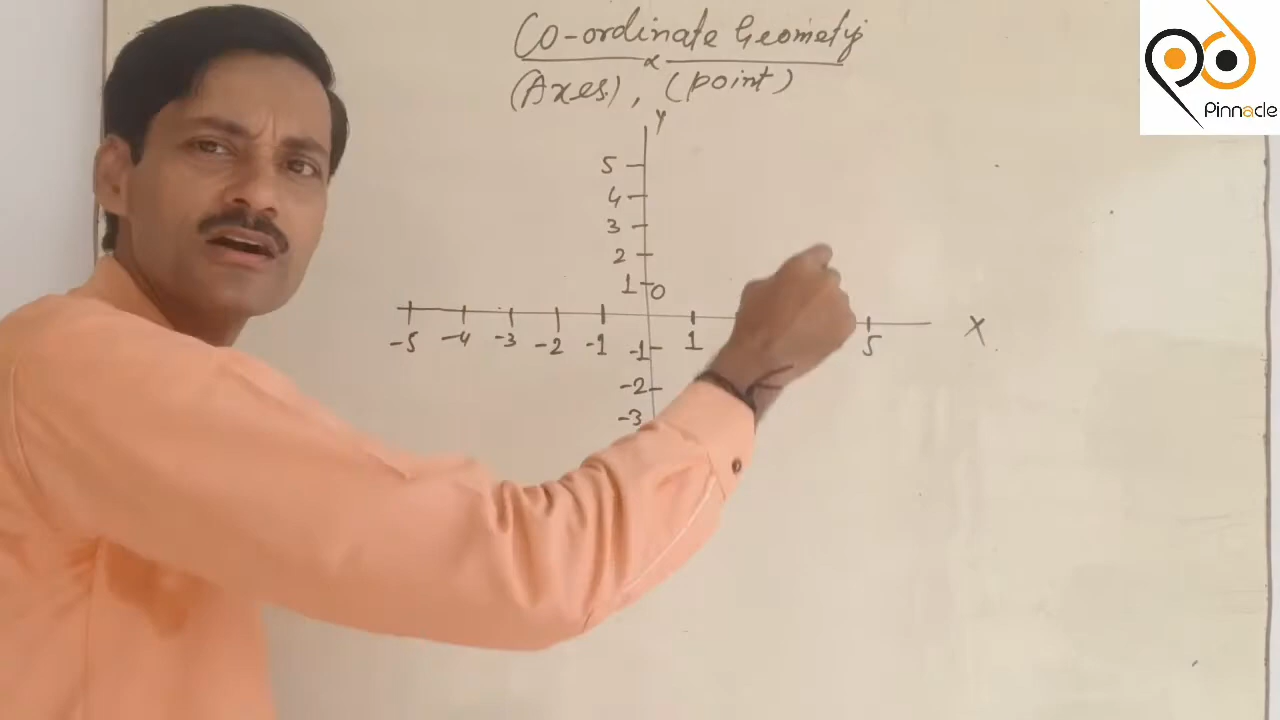 Co-ordinate Geometry
(Axes), (point)
Y
5
4
3
2
1 0
-5 -4 -3 -2 -1 1 5 X
-1
-2
-3
Pinnacle